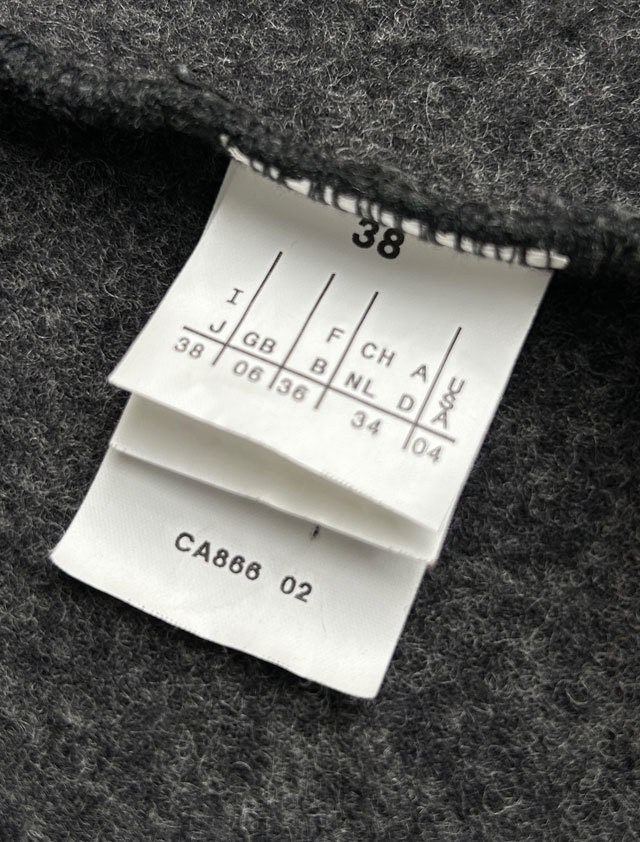 38
I F CH A
J GB B NL D USA
38 06 36 34 04
CA866 02